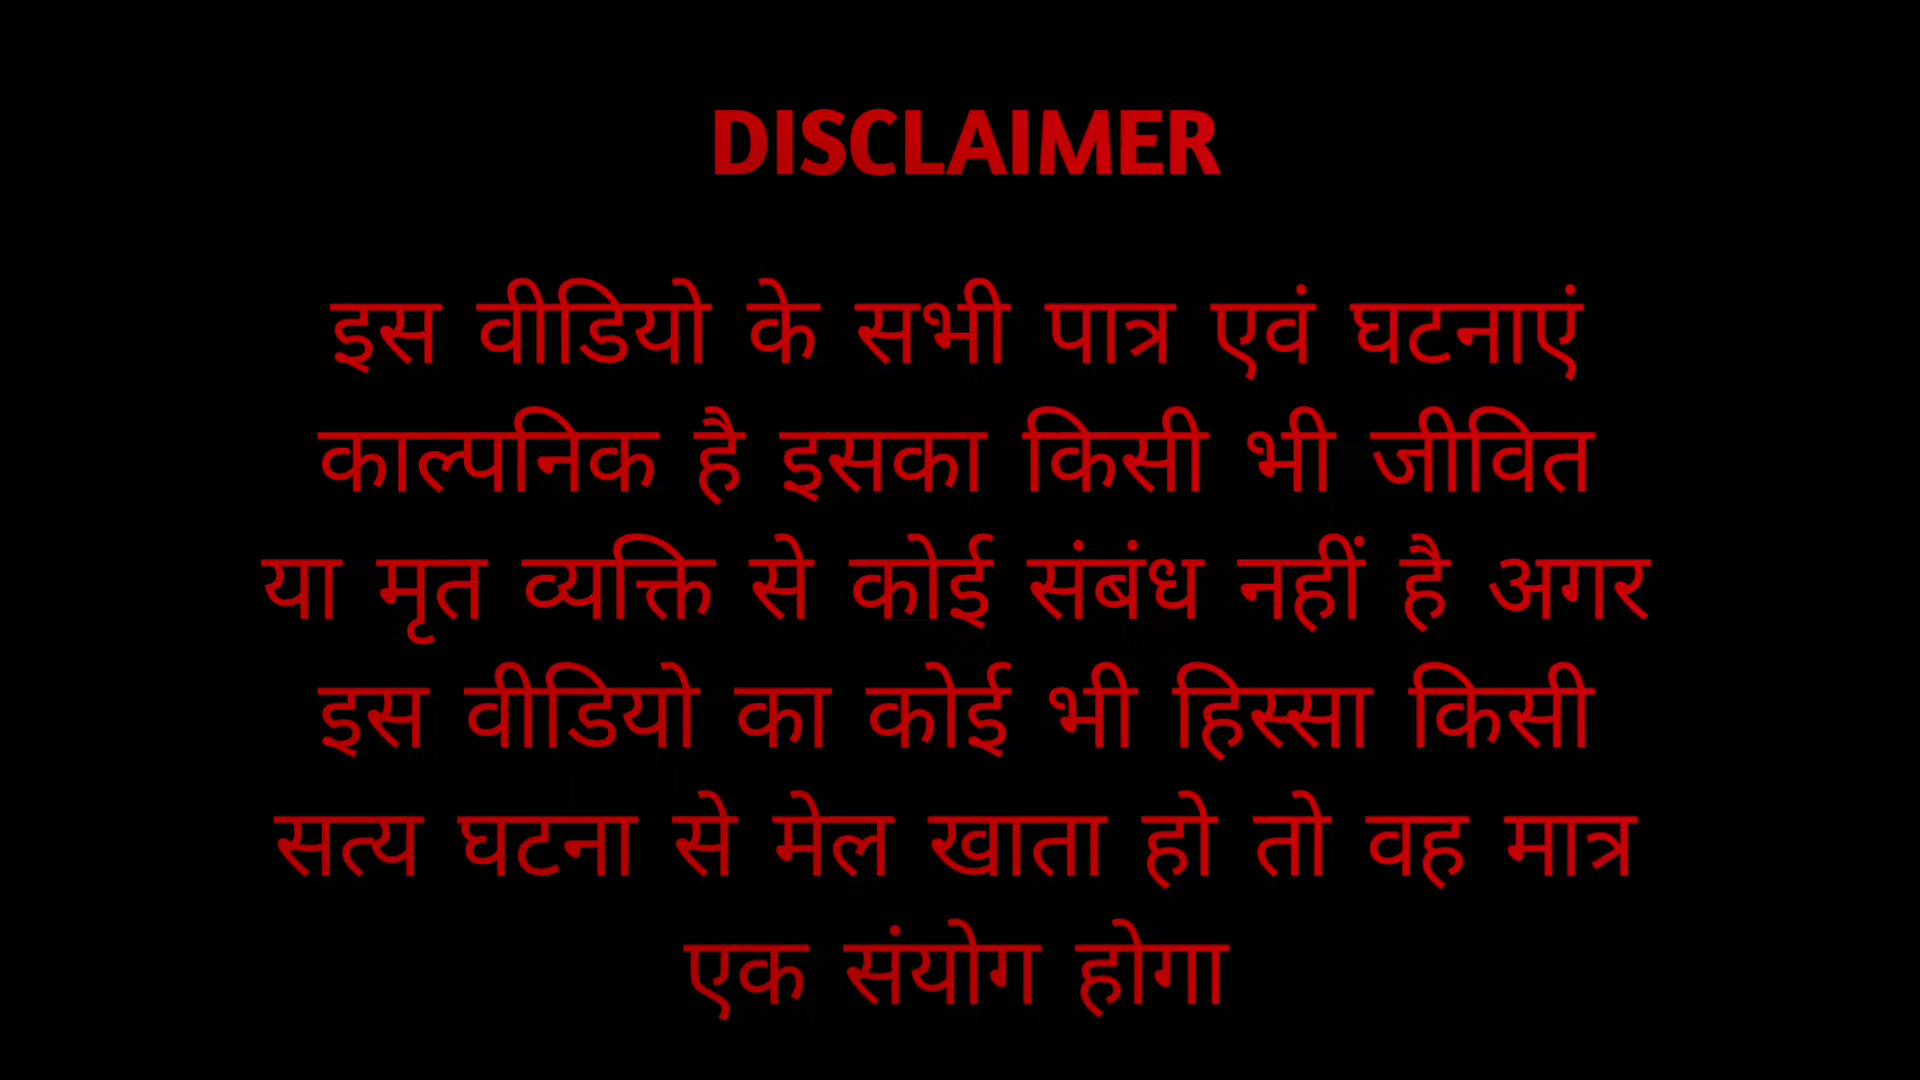 DISCLAIMER
इस वीडियो के सभी पात्र एवं घटनाएं
काल्पनिक है इसका किसी भी जीवित
या मृत व्यक्ति से कोई संबंध नहीं है अगर
इस वीडियो का कोई भी हिस्सा किसी
सत्य घटना से मेल खाता हो तो वह मात्र
एक संयोग होगा